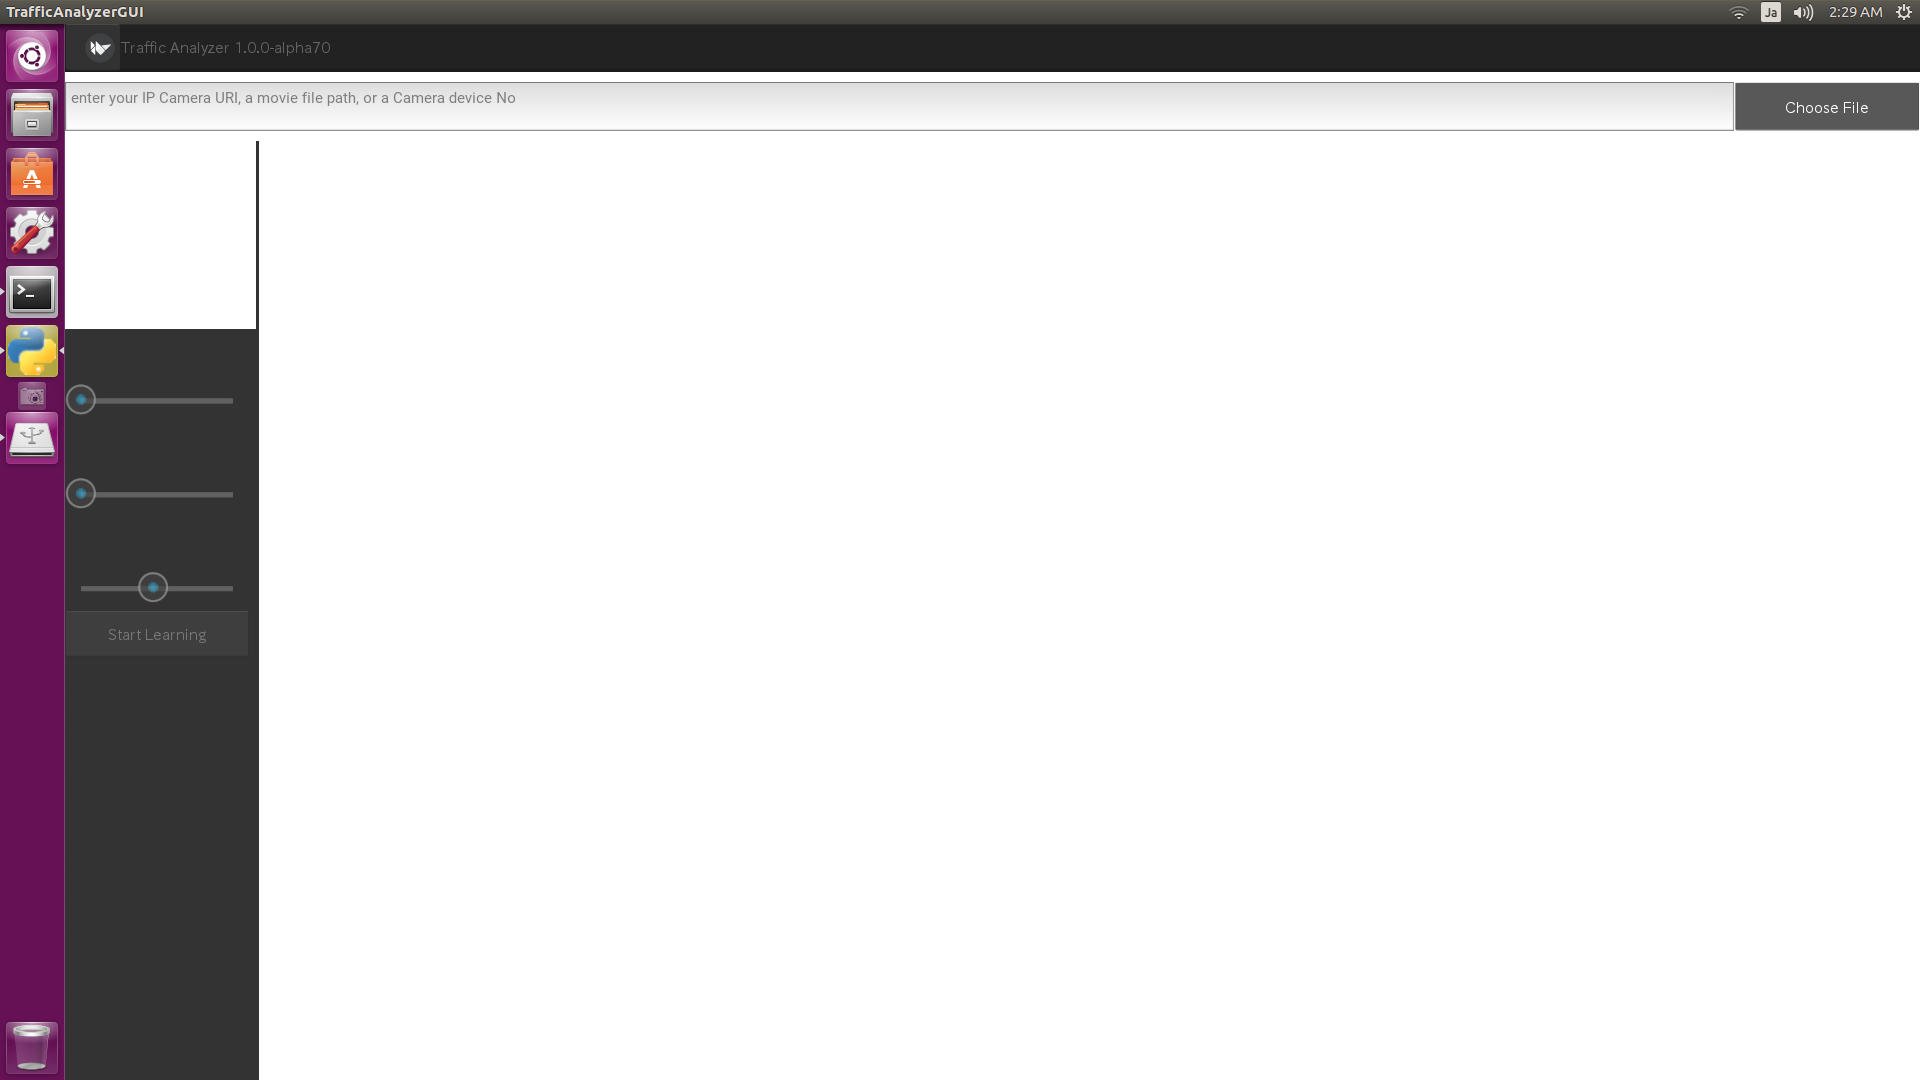 TrafficAnalyzerGUI
Ja
2:29 AM
Traffic Analyzer 1.0.0-alpha70
enter your IP Camera URI, a movie file path, or a Camera device No
Choose File
Start Learning